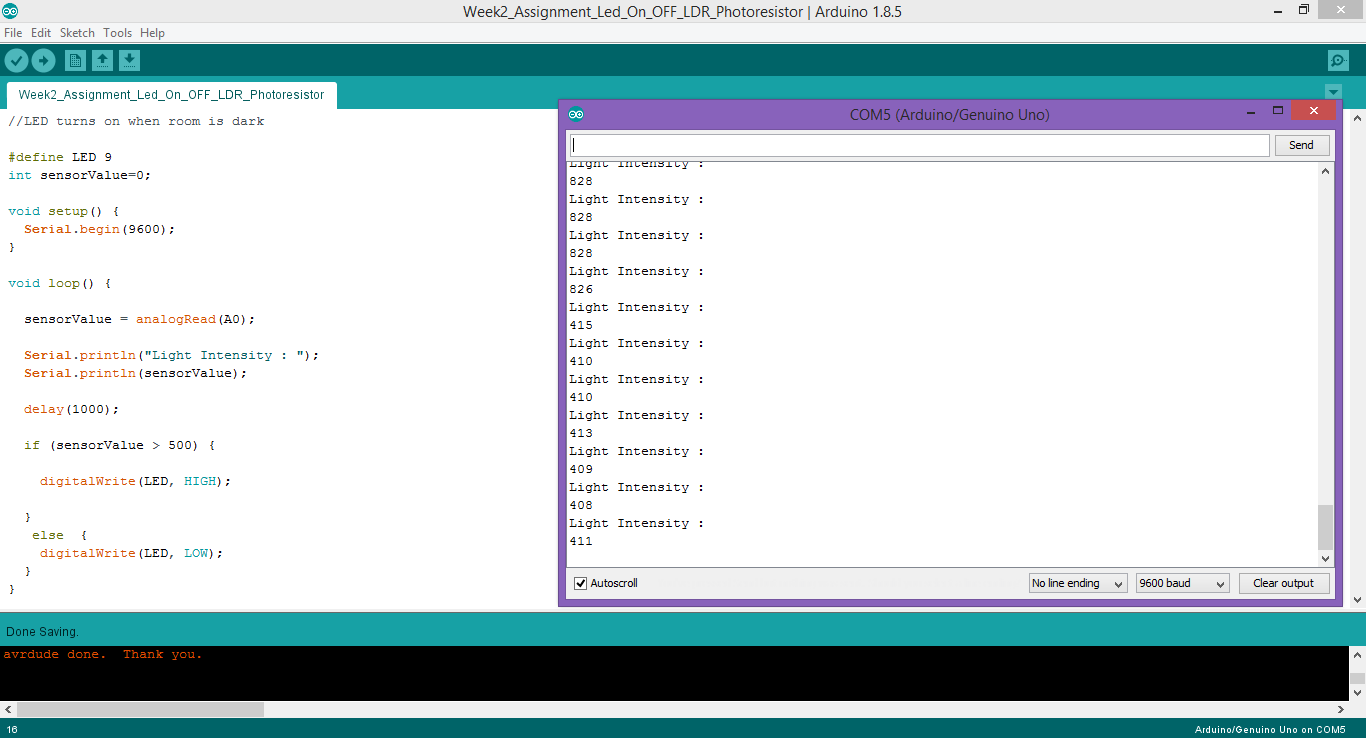 Week2_Assignment_Led_On_OFF_LDR_Photoresistor | Arduino 1.8.5
File Edit Sketch Tools Help
Week2_Assignment_Led_On_OFF_LDR_Photoresistor
//LED turns on when room is dark
#define LED 9
int sensorValue=0;
void setup() {
Serial.begin(9600);
}
void loop() {
sensorValue = analogRead(A0);
Serial.println("Light Intensity : ");
Serial.println(sensorValue);
delay(1000);
if (sensorValue > 500) {
digitalWrite(LED, HIGH);
}
else  {
digitalWrite(LED, LOW);
}
}
COM5 (Arduino/Genuino Uno)
Send
Light Intensity :
828
Light Intensity :
828
Light Intensity :
828
Light Intensity :
826
Light Intensity :
415
Light Intensity :
410
Light Intensity :
410
Light Intensity :
413
Light Intensity :
409
Light Intensity :
408
Light Intensity :
411
Autoscroll
No line ending
9600 baud
Clear output
Done Saving.
avrdude done.  Thank you.
16
Arduino/Genuino Uno on COM5